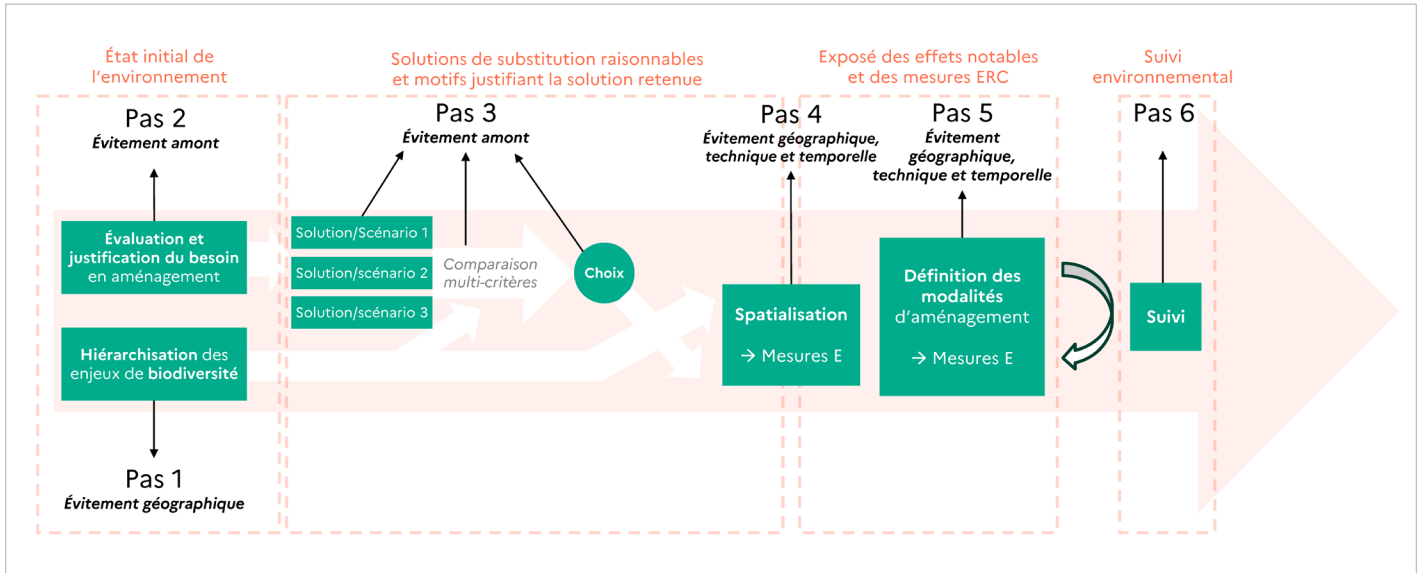 État initial de
l'environnement
Pas 2
Évitement amont
Évaluation et
justification du besoin
en aménagement
Hiérarchisation des
enjeux de biodiversité
Pas 1
Évitement géographique
Solutions de substitution raisonnables
et motifs justifiant la solution retenue
Pas 3
Évitement amont
Solution/Scénario 1
Solution/scénario 2
Solution/scénario 3
Comparaison
multi-critères
Choix
Pas 4
Évitement géographique,
technique et temporelle
Spatialisation
→ Mesures E
Exposé des effets notables
et des mesures ERC
Pas 5
Évitement
géographique,
technique et temporelle
Définition des
modalités
d'aménagement
→ Mesures E
Suivi
environnemental
Pas 6
Suivi